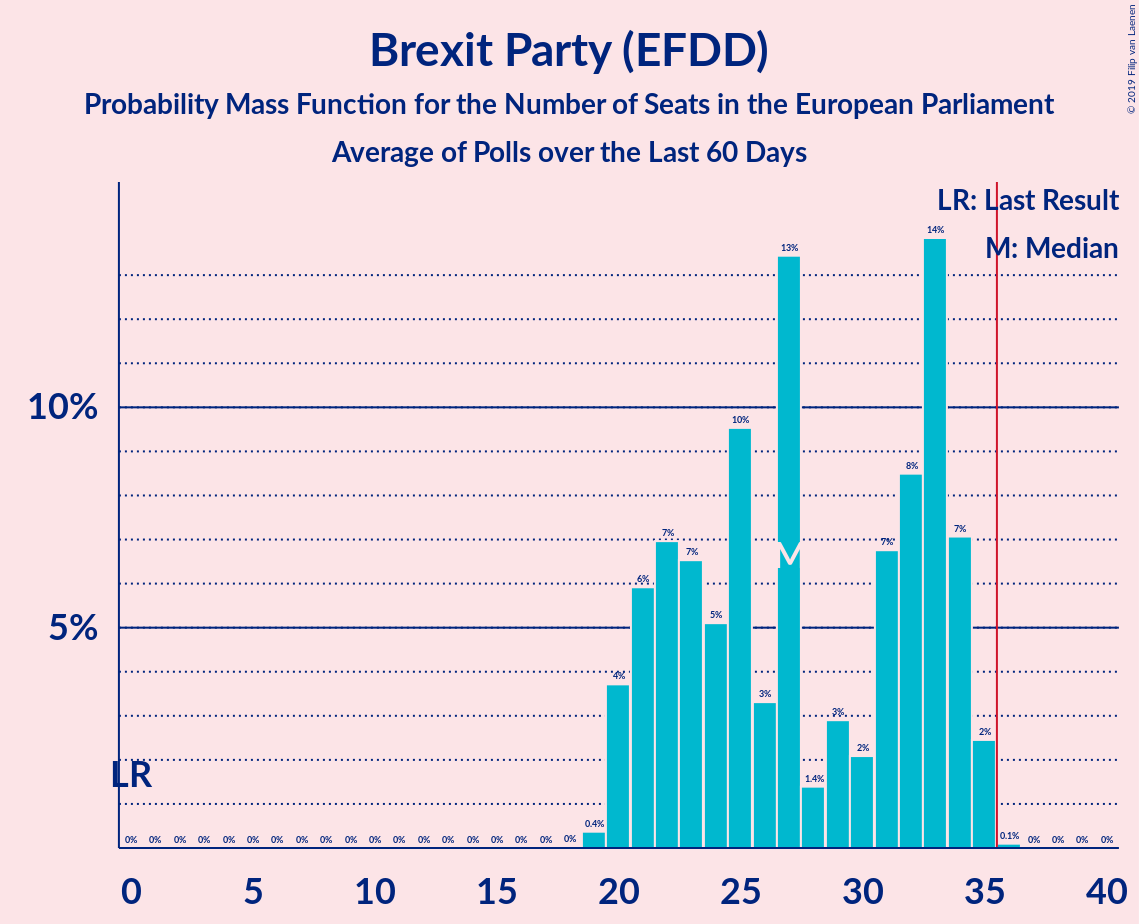 Brexit Party (EFDD)
Probability Mass Function for the Number of Seats in the European Parliament
Average of Polls over the Last 60 Days
© 2019 Filip van Laenen
LR: Last Result
M: Median
14%
13%
10%
10%
8%
7%
7%
7%
7%
6%
5%
5%
4%
3%
3%
2%
2%
1.4%
0.4%
0.1%
M
LR
0% 0% 0% 0% 0% 0% 0% 0% 0% 0% 0% 0% 0% 0% 0% 0% 0% 0% 0% 0% 0% 0% 0%
0 5 10 15 20 25 30 35 40